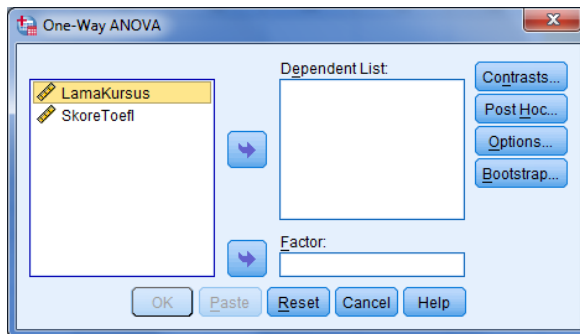 One-Way ANOVA
LamaKursus
SkoreToefl
Dependent List:
Factor:
Contrasts...
Post Hoc...
Options...
Bootstrap...
OK
Paste
Reset
Cancel
Help